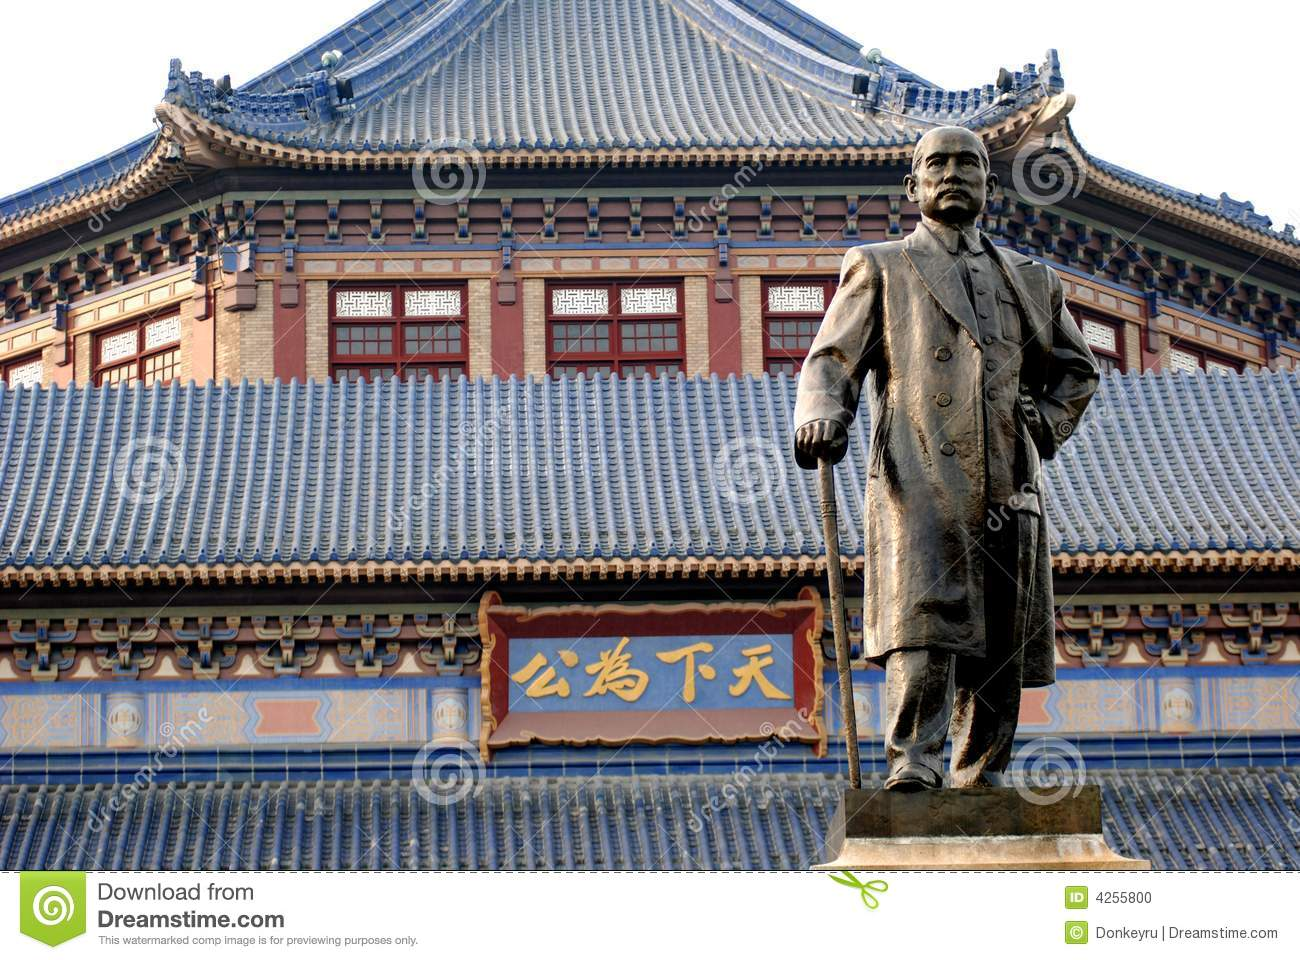 公為下天
Download from
Dreamstime.com
This watermarked comp image is for previewing purposes only.
ID 4255800
© Donkeyru | Dreamstime.com
dreamstime